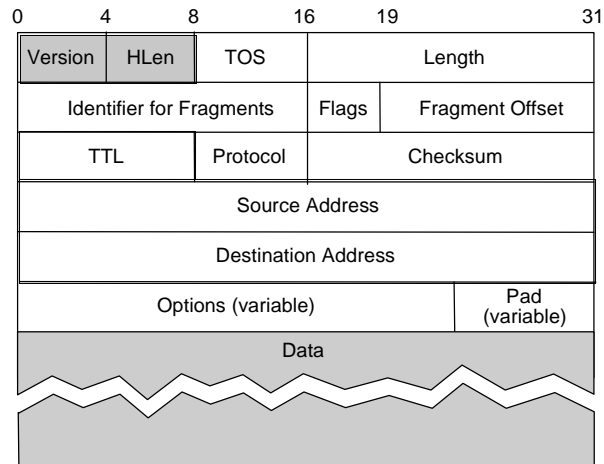 0 4 8 16 19 31
Version HLen TOS Length
Identifier for Fragments Flags Fragment Offset
TTL Protocol Checksum
Source Address
Destination Address
Options (variable) Pad
(variable)
Data